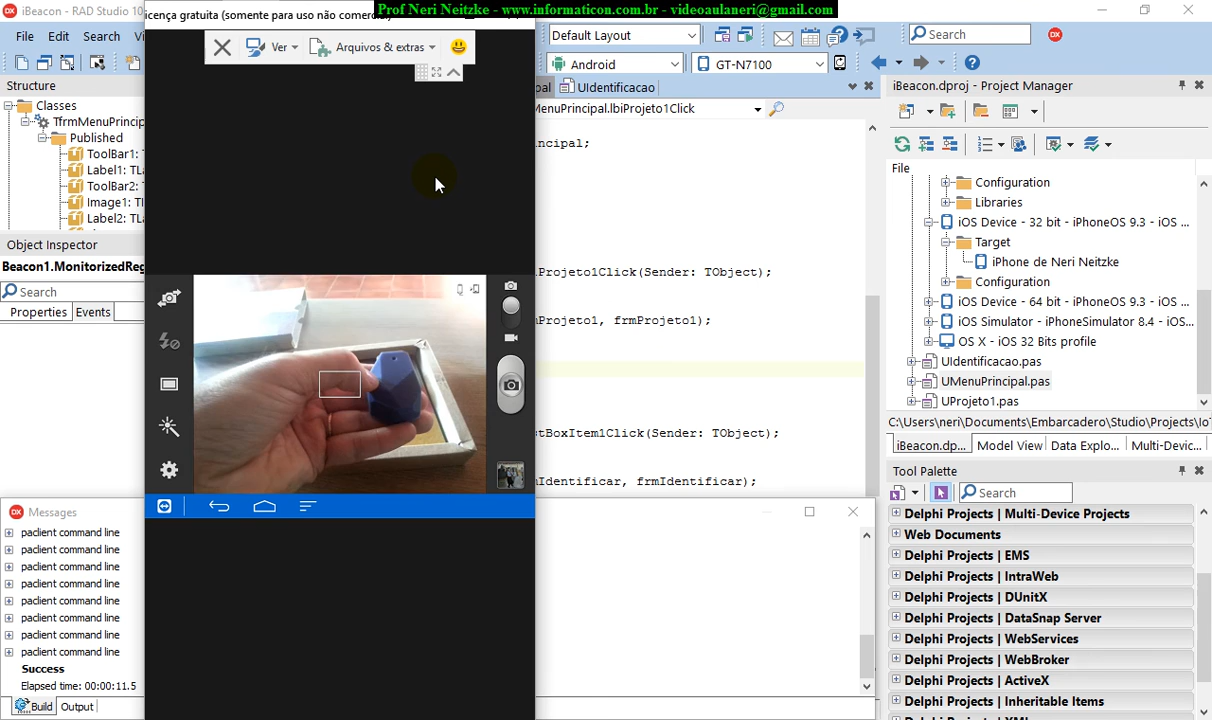 Prof Neri Neitzke - www.informaticon.com.br - videoaulaneri@gmail.com
iBeacon - RAD Studio 10
icença gratuita (somente para uso não comercial)
File Edit Search Vi
Ver
Arquivos & extras
Default Layout
Search
Android
GT-N7100
Structure
Classes
TfrmMenuPrincip
Published
ToolBar1: T
Label1: TLa
ToolBar2: T
Image1: TI
Label2: TLa
Object Inspector
Beacon1.MonitorizedReg
Search
Properties Events
pal
UIdentificacao
MenuPrincipal.lbiProjeto1Click
ncipal;
Projeto1Click(Sender: TObject);
mProjeto1, frmProjeto1);
stBoxItem1Click(Sender: TObject);
mIdentificar, frmIdentificar);
iBeacon.dproj - Project Manager
File
Configuration
Libraries
iOS Device - 32 bit - iPhoneOS 9.3 - iOS ...
Target
iPhone de Neri Neitzke
Configuration
iOS Device - 64 bit - iPhoneOS 9.3 - iOS ...
iOS Simulator - iPhoneSimulator 8.4 - iOS...
OS X - iOS 32 Bits profile
UIdentificacao.pas
UMenuPrincipal.pas
UProjeto1.pas
C:\Users\neri\Documents\Embarcadero\Studio\Projects\IoT
iBeacon.dp... Model View Data Explo... Multi-Devic...
Tool Palette
Search
Delphi Projects | Multi-Device Projects
Web Documents
Delphi Projects | EMS
Delphi Projects | IntraWeb
Delphi Projects | DUnitX
Delphi Projects | DataSnap Server
Delphi Projects | WebServices
Delphi Projects | WebBroker
Delphi Projects | ActiveX
Delphi Projects | Inheritable Items
Messages
paclient command line
paclient command line
paclient command line
paclient command line
paclient command line
paclient command line
paclient command line
paclient command line
Success
Elapsed time: 00:00:11.5
Build Output